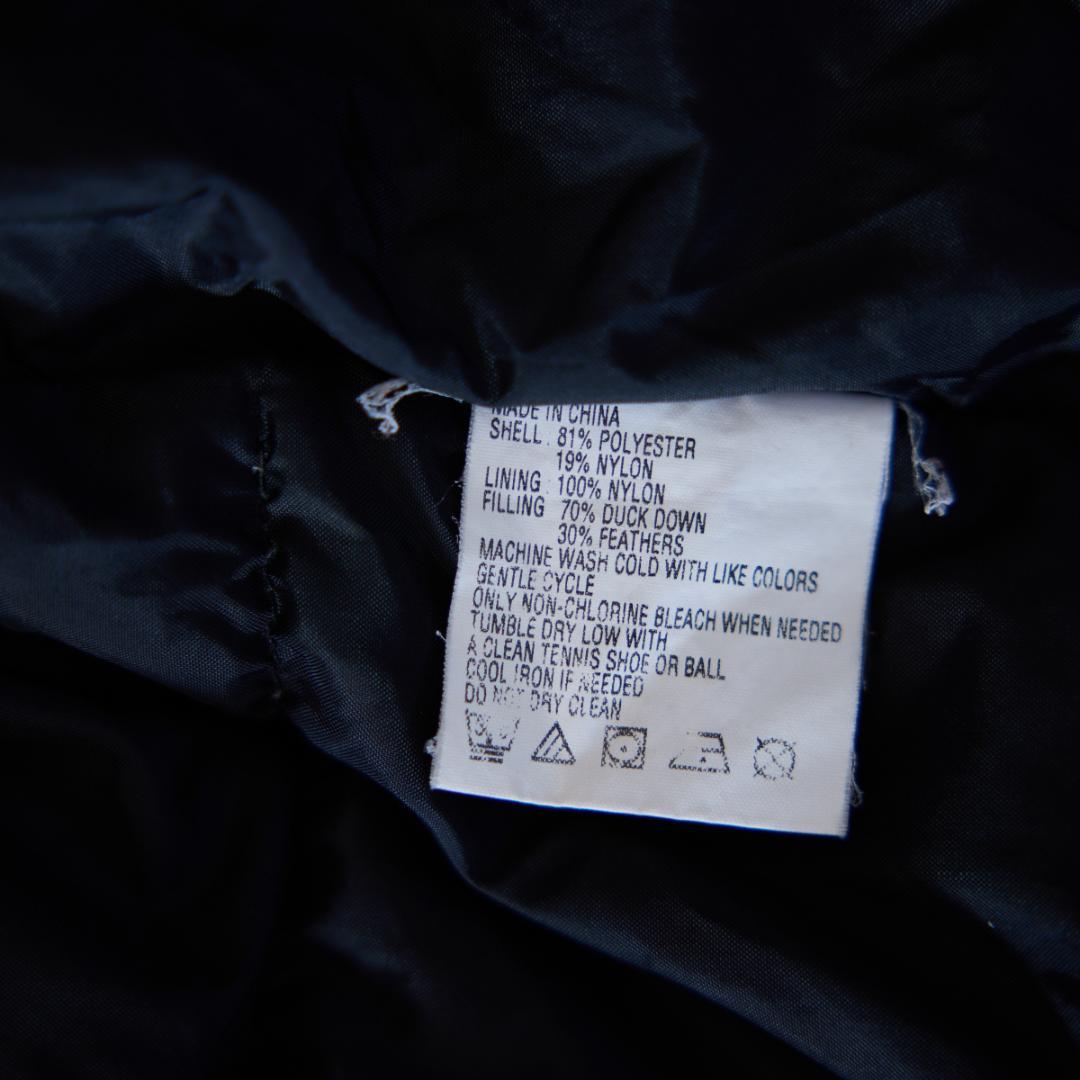 MADE IN CHINA
SHELL : 81% POLYESTER
19% NYLON
LINING : 100% NYLON
FILLING 70% DUCK DOWN
30% FEATHERS
MACHINE WASH COLD WITH LIKE COLORS
GENTLE CYCLE
ONLY NON-CHLORINE BLEACH WHEN NEEDED
TUMBLE DRY LOW WITH
A CLEAN TENNIS SHOE OR BALL
COOL IRON IF NEEDED
DO NOT DRY CLEAN